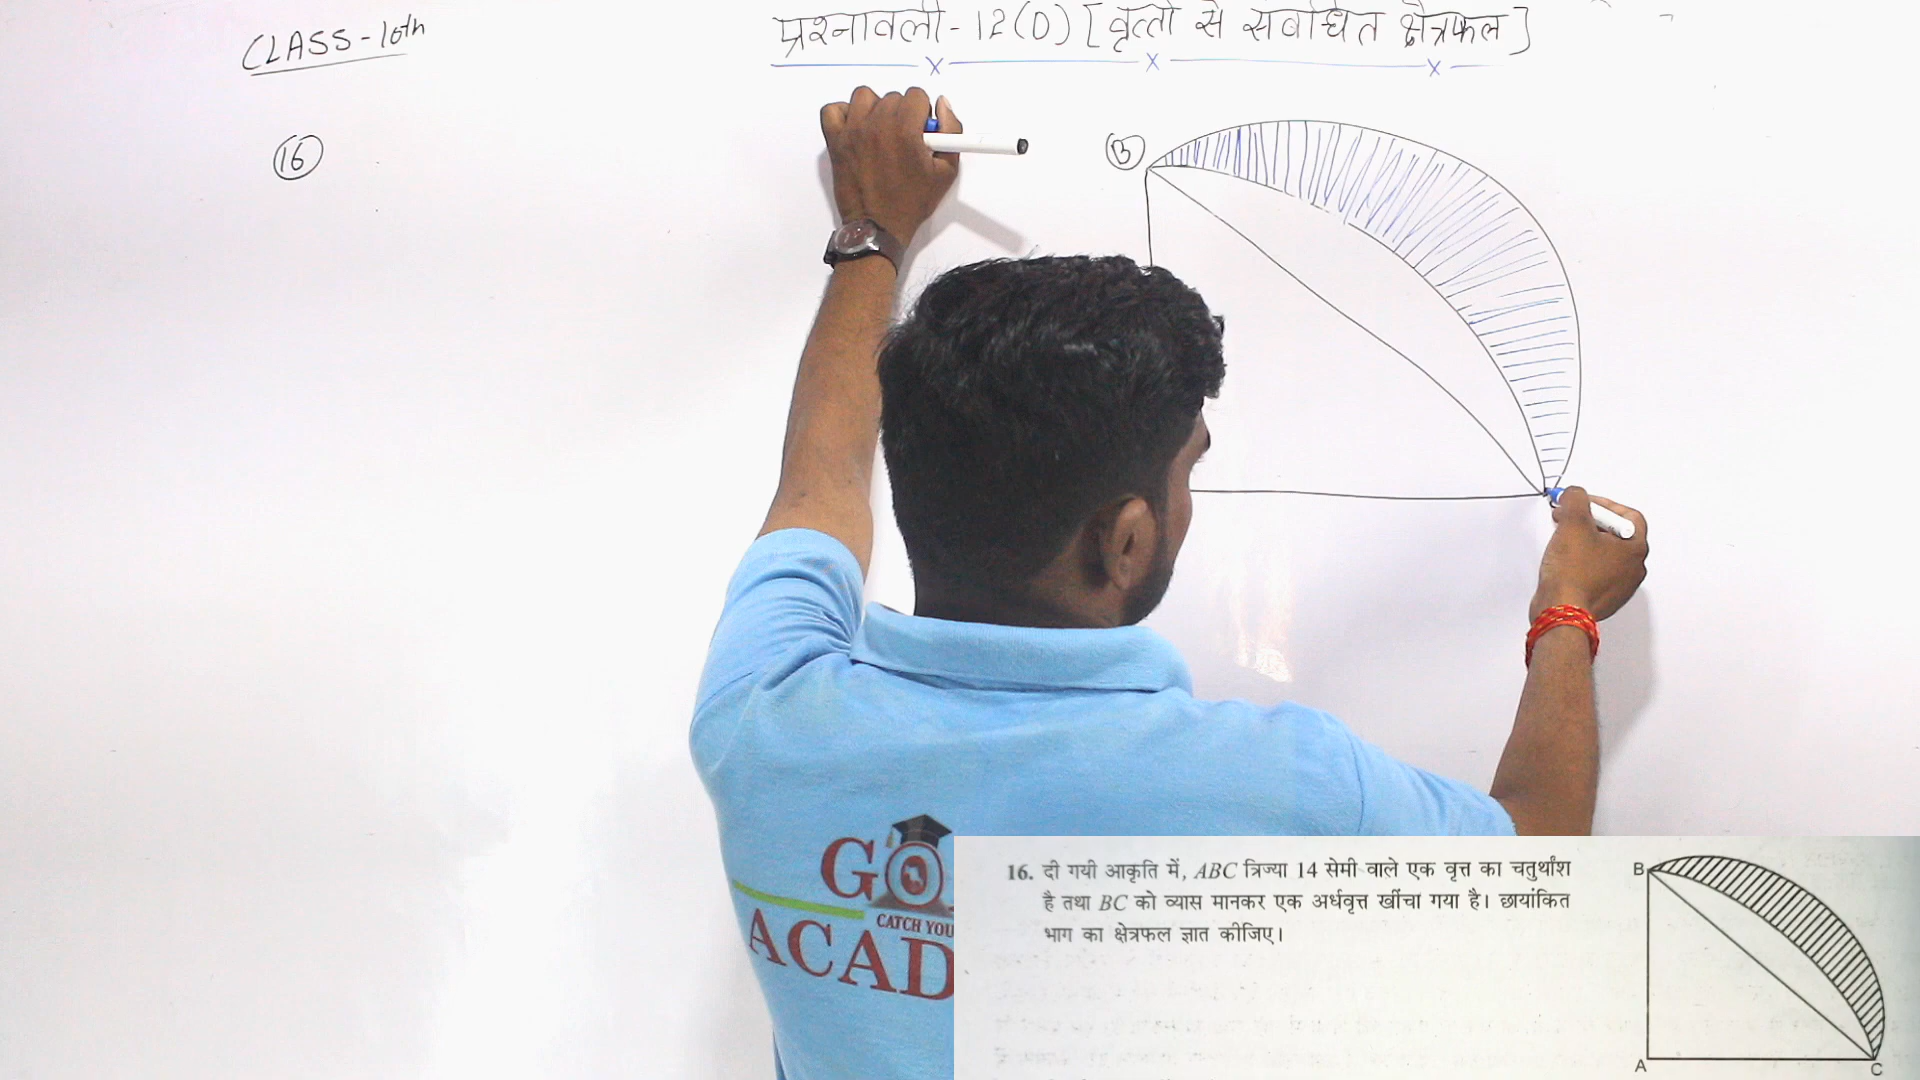 CLASS-10th
प्रश्नावली-12(D) [वृत्तो से संबंधित क्षेत्रफल]
x x x
16
B
CATCH YOU
ACAD
16. दी गयी आकृति में, ABC त्रिज्या 14 सेमी वाले एक वृत्त का चतुर्थांश
है तथा BC को व्यास मानकर एक अर्धवृत्त खींचा गया है। छायांकित
भाग का क्षेत्रफल ज्ञात कीजिए।
B
A
C